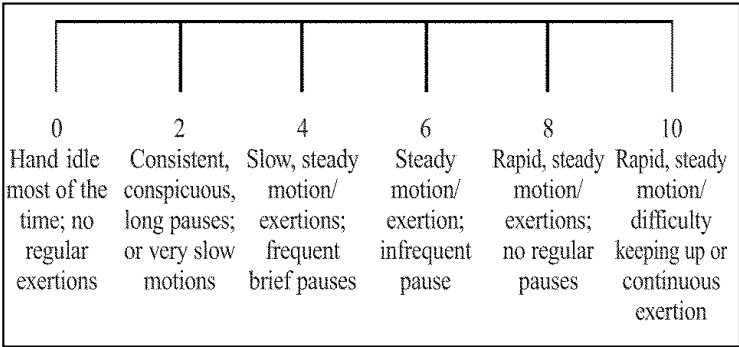 0
Hand idle
most of the
time; no
regular
exertions
2
Consistent,
conspicuous,
long pauses;
or very slow
motions
4
Slow, steady
motion/
exertions;
frequent
brief pauses
6
Steady
motion/
exertion;
infrequent
pause
8
Rapid, steady
motion/
exertions;
no regular
pauses
10
Rapid, steady
motion/
difficulty
keeping up or
continuous
exertion